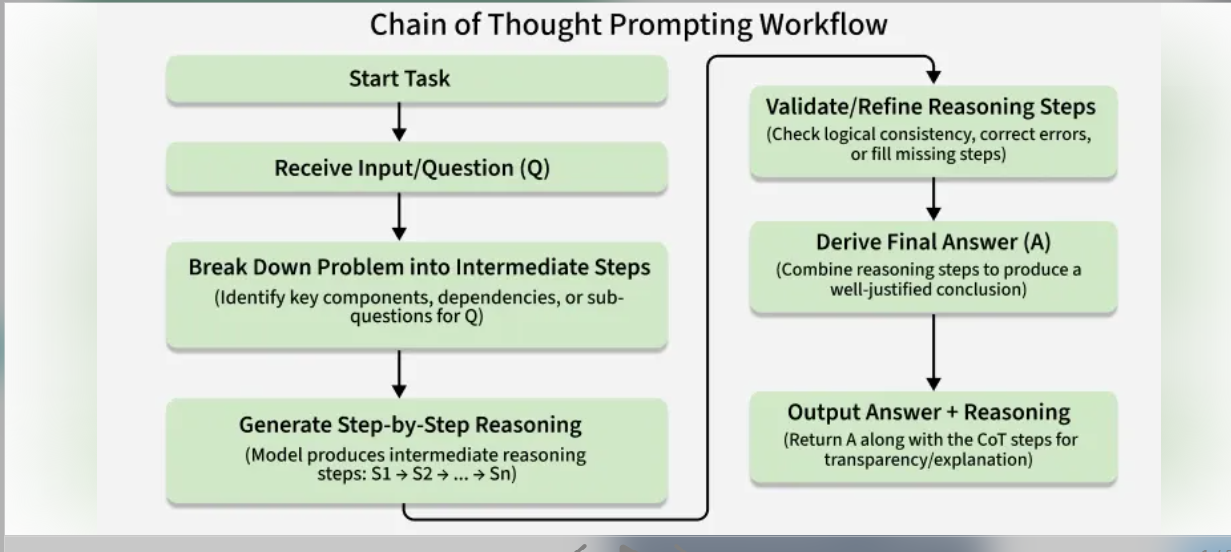 Chain of Thought Prompting Workflow
Start Task
Receive Input/Question (Q)
Break Down Problem into Intermediate Steps
(Identify key components, dependencies, or sub-
questions for Q)
Generate Step-by-Step Reasoning
(Model produces intermediate reasoning
steps: S1 → S2 → ... → Sn)
Validate/Refine Reasoning Steps
(Check logical consistency, correct errors,
or fill missing steps)
Derive Final Answer (A)
(Combine reasoning steps to produce a
well-justified conclusion)
Output Answer + Reasoning
(Return A along with the CoT steps for
transparency/explanation)